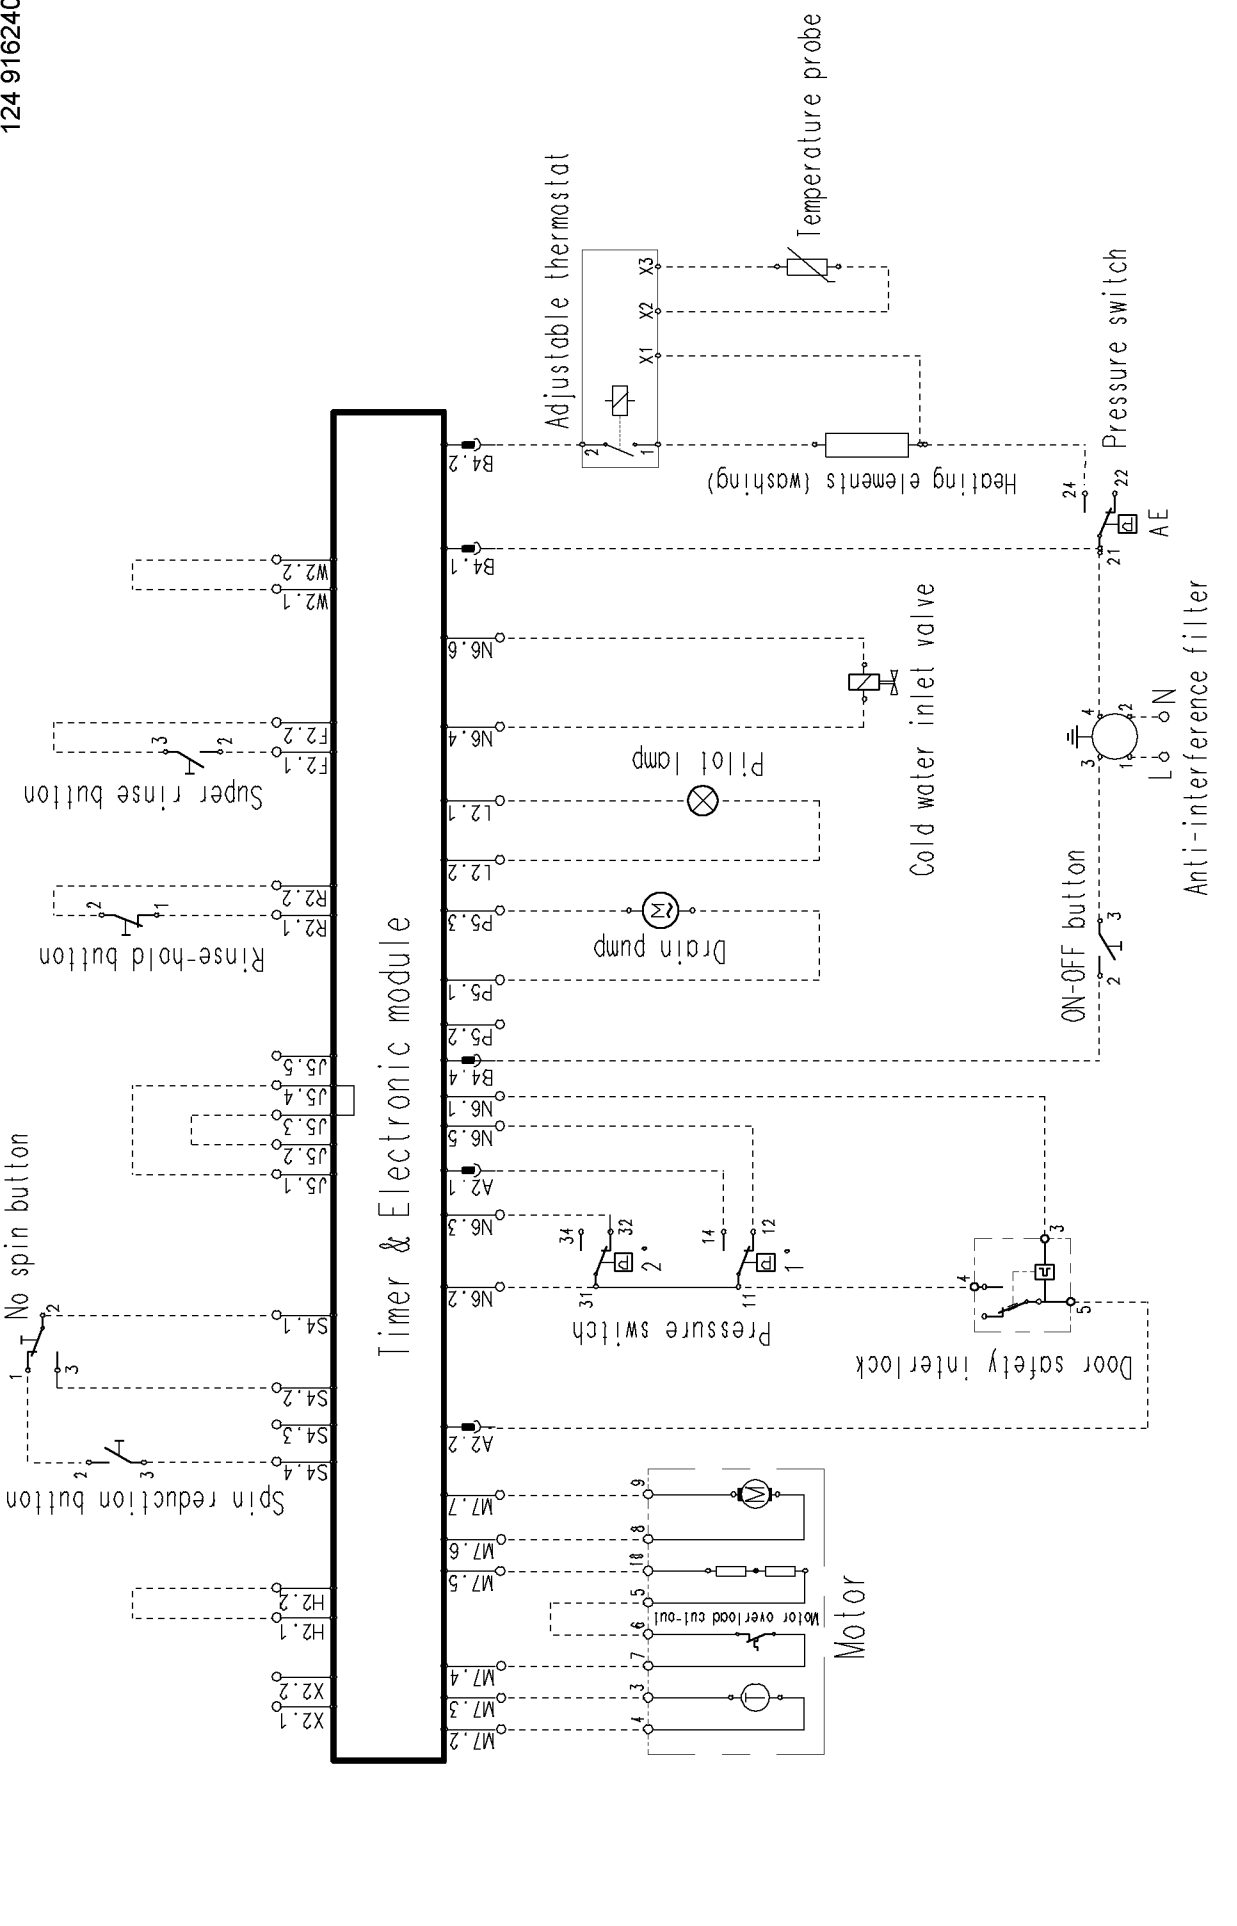 124 916240
No spin button
1
2
3
Spin reduction button
2
3
Rinse-hold button
2
1
Super rinse button
3
2
X2.1
X2.2
H2.1
H2.2
S4.4
S4.3
S4.2
S4.1
J5.1
J5.2
J5.3
J5.4
J5.5
R2.1
R2.2
F2.1
F2.2
W2.1
W2.2
Timer & Electronic module
M7.2
M7.3
M7.4
M7.5
M7.6
M7.7
A2.2
N6.2
N6.3
A2.1
N6.5
N6.1
B4.4
P5.2
P5.1
P5.3
L2.2
L2.1
N6.4
N6.6
B4.1
B4.2
4
3
7
6
5
10
8
9
Motor overload cut-out
M
T
Motor
Pressure switch
31
34
32
P
2°
11
14
12
P
1°
Door safety interlock
4
3
5
Drain pump
M
Pilot lamp
Cold water inlet valve
Adjustable thermostat
2
1
X1
X2
X3
Temperature probe
Heating elements (washing)
24
22
21
P
AE
Pressure switch
ON-OFF button
2
3
3
4
1
2
L
N
Anti-interference filter